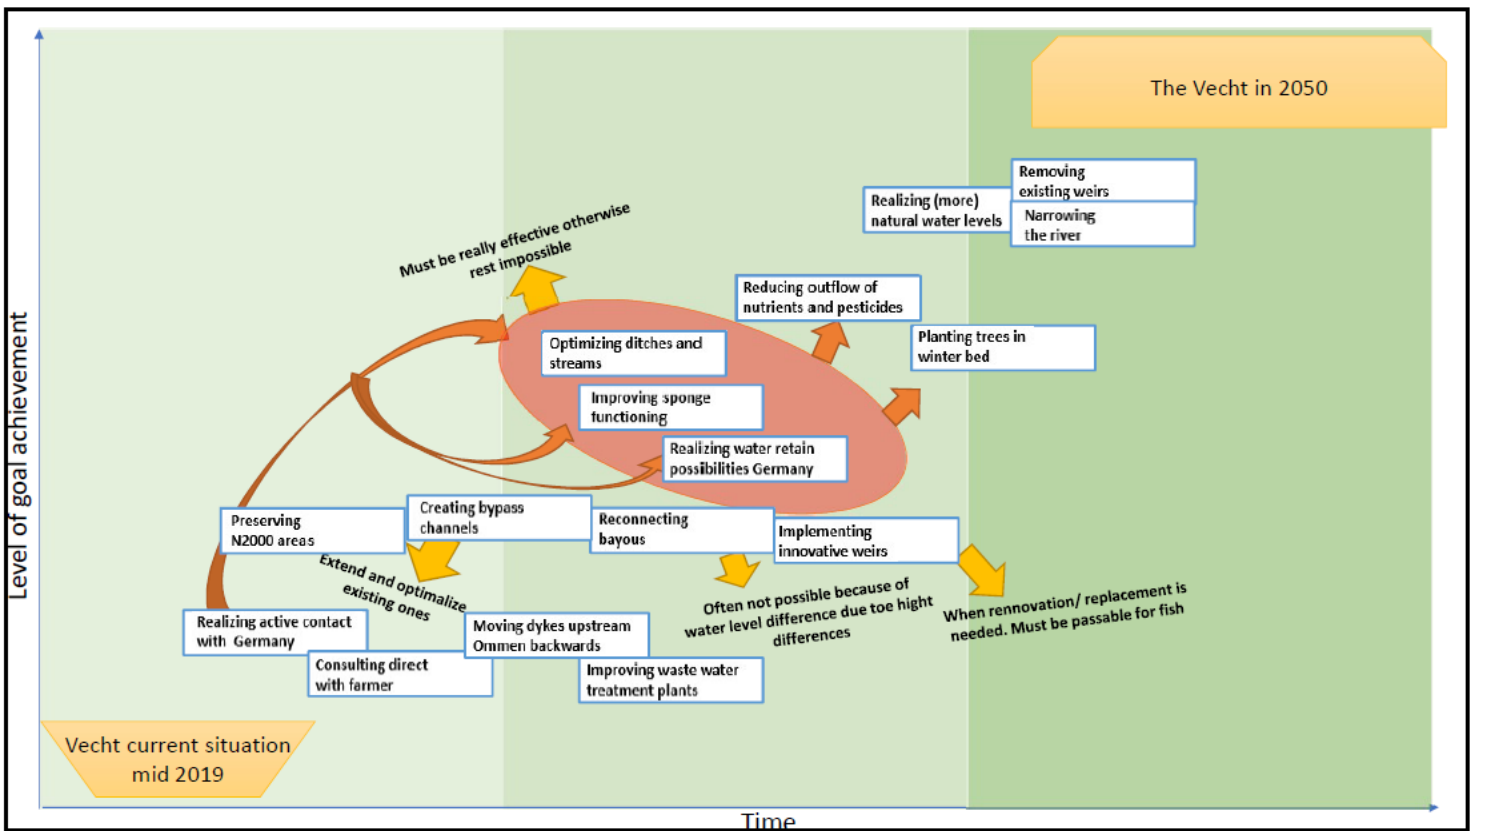 The Vecht in 2050
Removing
existing weirs
Realizing (more)
natural water levels
Narrowing
the river
Must be really effective otherwise
rest impossible
Reducing outflow of
nutrients and pesticides
Planting trees in
winter bed
Optimizing ditches and
streams
Improving sponge
functioning
Realizing water retain
possibilities Germany
Level of goal achievement
Preserving
N2000 areas
Creating bypass
channels
Reconnecting
bayous
Implementing
innovative weirs
Extend and optimalize
existing ones
Often not possible because of
water level difference due toe hight
differences
When rennovation/ replacement is
needed. Must be passable for fish
Realizing active contact
with Germany
Consulting direct
with farmer
Moving dykes upstream
Ommen backwards
Improving waste water
treatment plants
Vecht current situation
mid 2019
Time